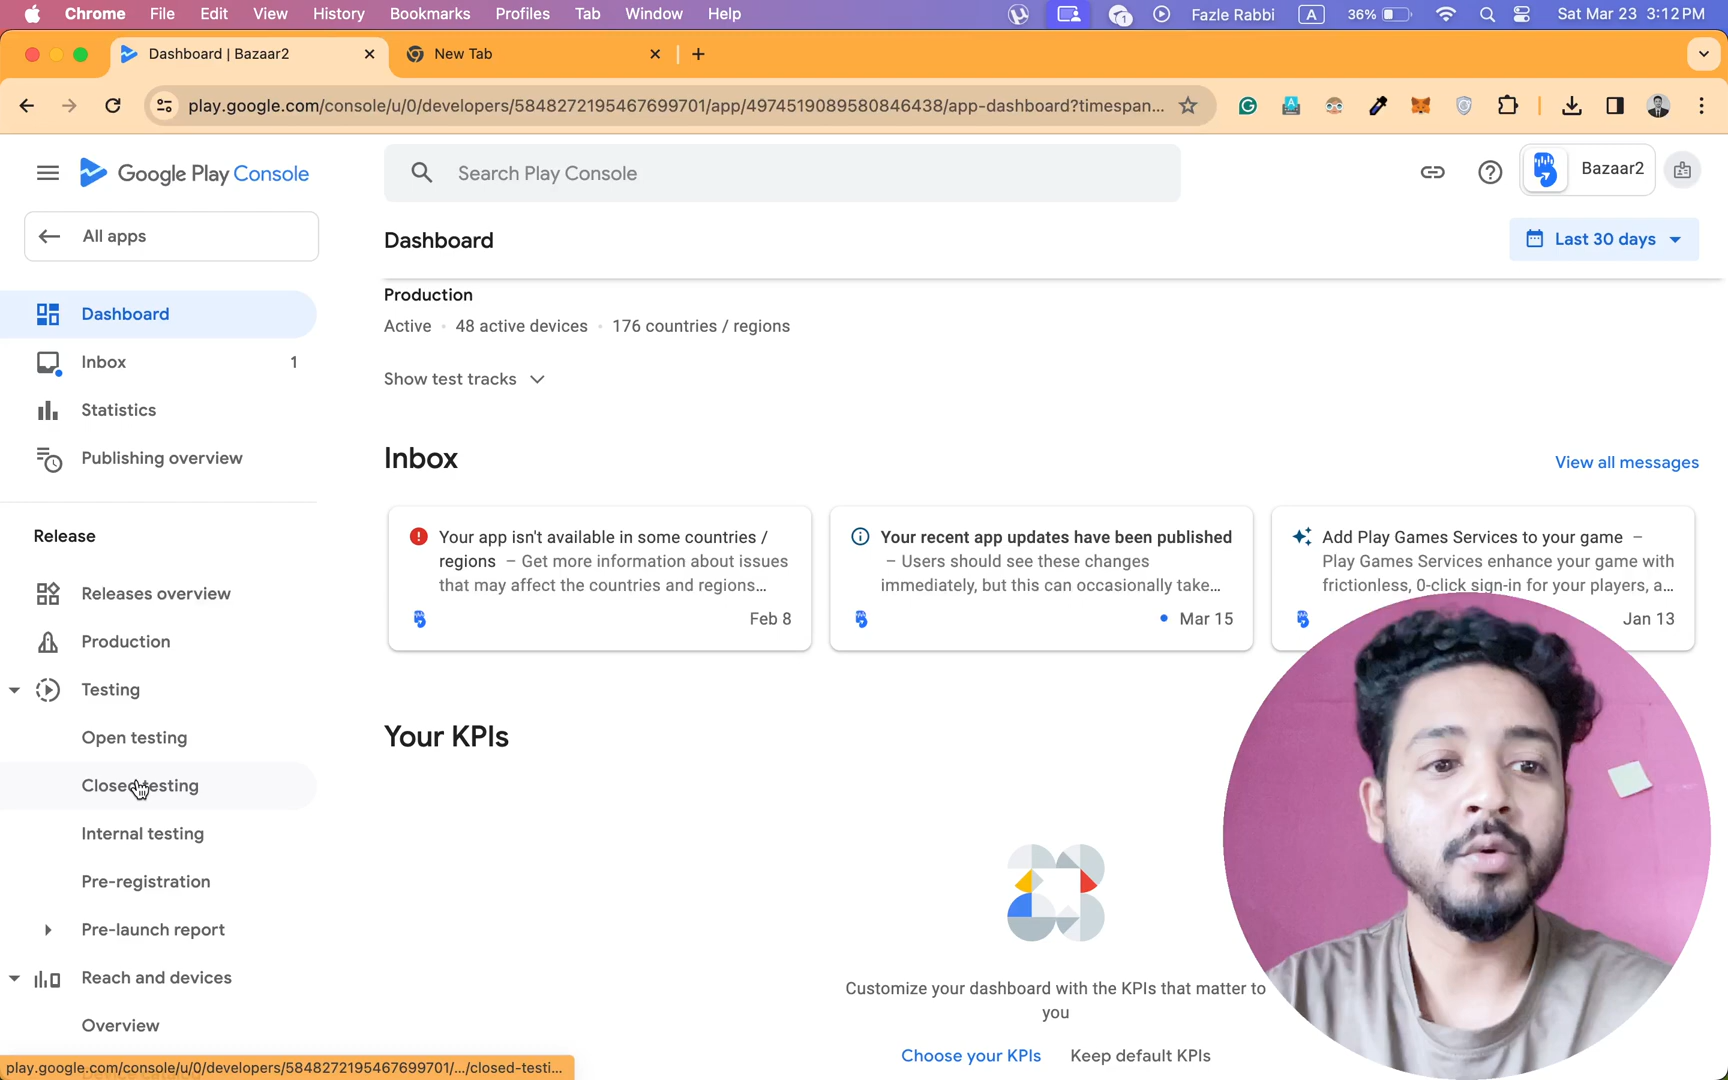 Chrome File Edit View History Bookmarks Profiles Tab Window Help 1 Fazle Rabbi A 36% Sat Mar 23 3:12 PM
Dashboard | Bazaar2 New Tab
play.google.com/console/u/0/developers/5848272195467699701/app/4974519089580846438/app-dashboard?timespan...
Google Play Console
Search Play Console
Bazaar2
All apps
Dashboard
Last 30 days
Dashboard
Inbox 1
Statistics
Publishing overview
Release
Releases overview
Production
Testing
Open testing
Closed testing
Internal testing
Pre-registration
Pre-launch report
Reach and devices
Overview
Production
Active • 48 active devices • 176 countries / regions
Show test tracks
Inbox
View all messages
Your app isn't available in some countries /
regions – Get more information about issues
that may affect the countries and regions...
Feb 8
Your recent app updates have been published
– Users should see these changes
immediately, but this can occasionally take...
Mar 15
Add Play Games Services to your game –
Play Games Services enhance your game with
frictionless, 0-click sign-in for your players, a...
Jan 13
Your KPIs
Customize your dashboard with the KPIs that matter to
you
Choose your KPIs Keep default KPIs
play.google.com/console/u/0/developers/5848272195467699701/.../closed-testi...